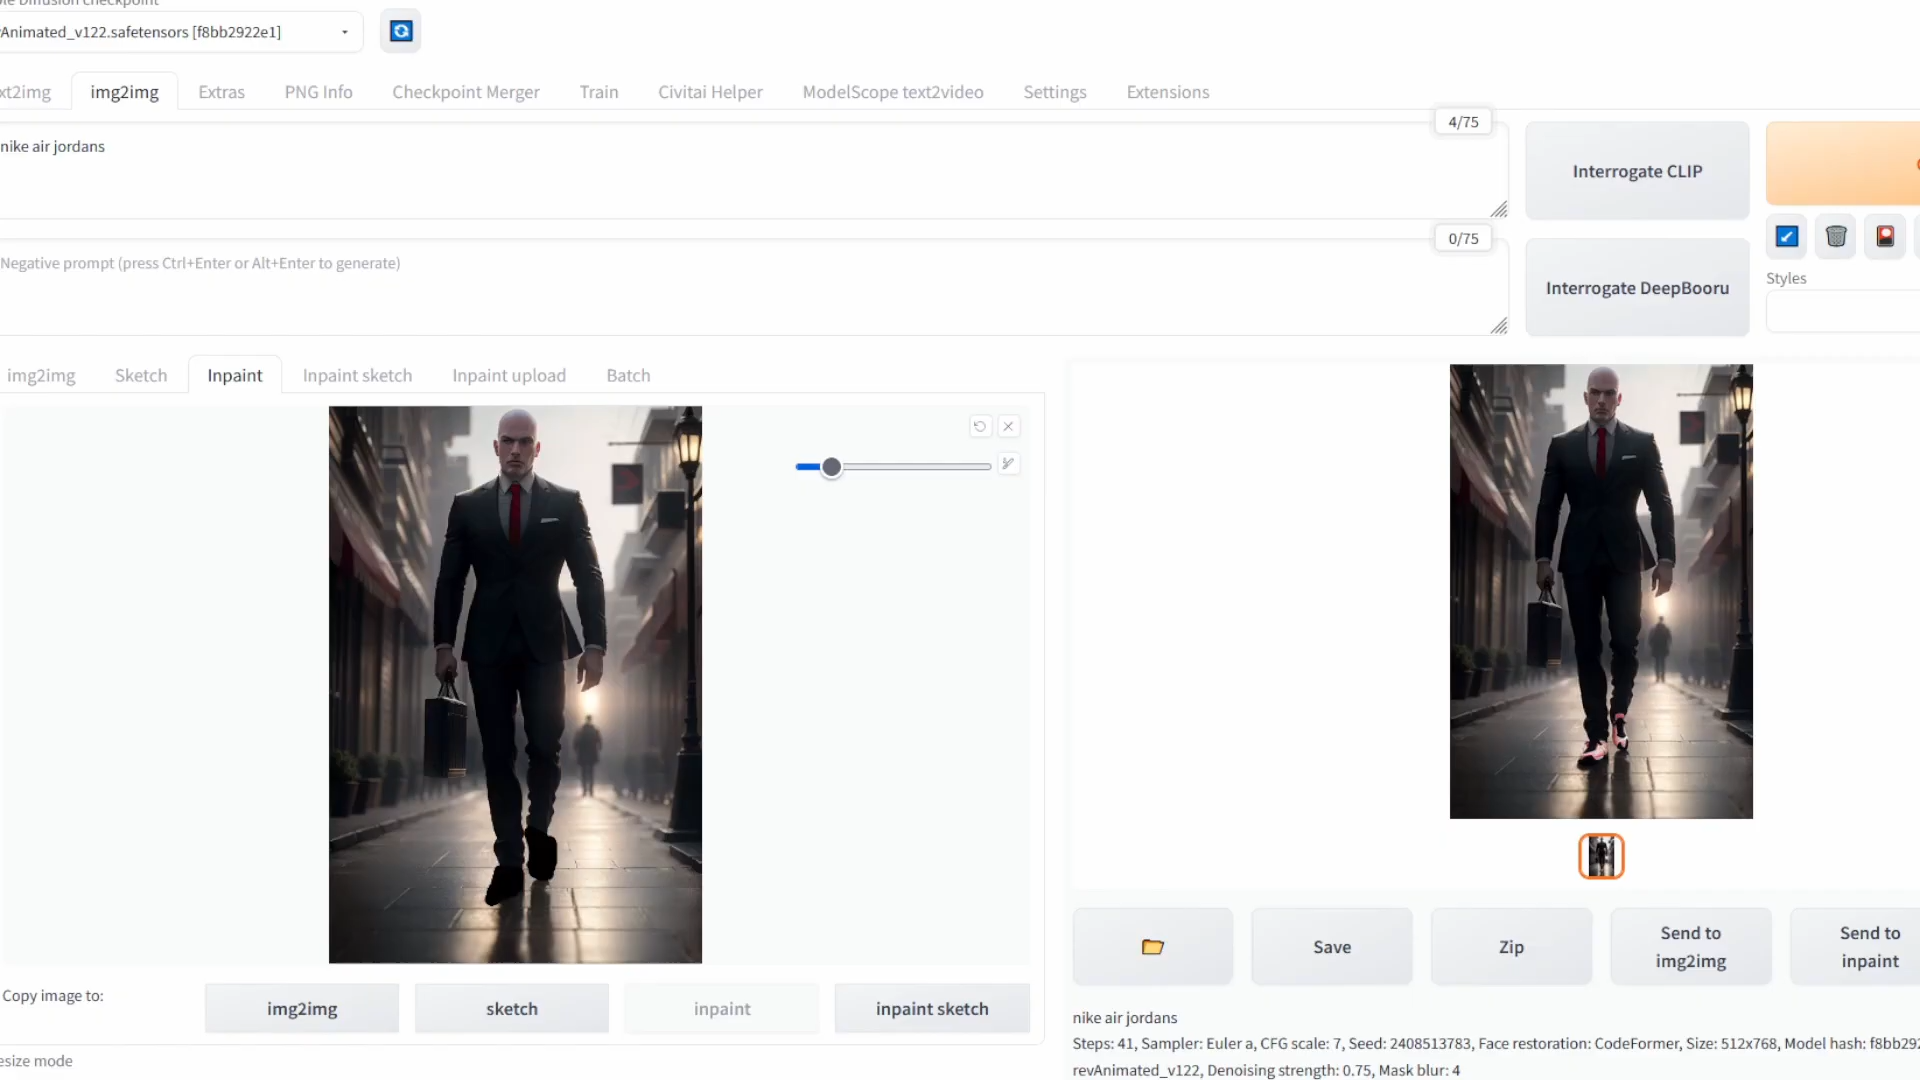 ble Diffusion checkpoint
Animated_v122.safetensors [f8bb2922e1]
xt2img img2img Extras PNG Info Checkpoint Merger Train Civitai Helper ModelScope text2video Settings Extensions
4/75
nike air jordans
Interrogate CLIP
0/75
Negative prompt (press Ctrl+Enter or Alt+Enter to generate)
Interrogate DeepBooru
Styles
img2img Sketch Inpaint Inpaint sketch Inpaint upload Batch
Copy image to:
img2img sketch inpaint inpaint sketch
esize mode
Save Zip Send to img2img Send to inpaint
nike air jordans
Steps: 41, Sampler: Euler a, CFG scale: 7, Seed: 2408513783, Face restoration: CodeFormer, Size: 512x768, Model hash: f8bb292
revAnimated_v122, Denoising strength: 0.75, Mask blur: 4